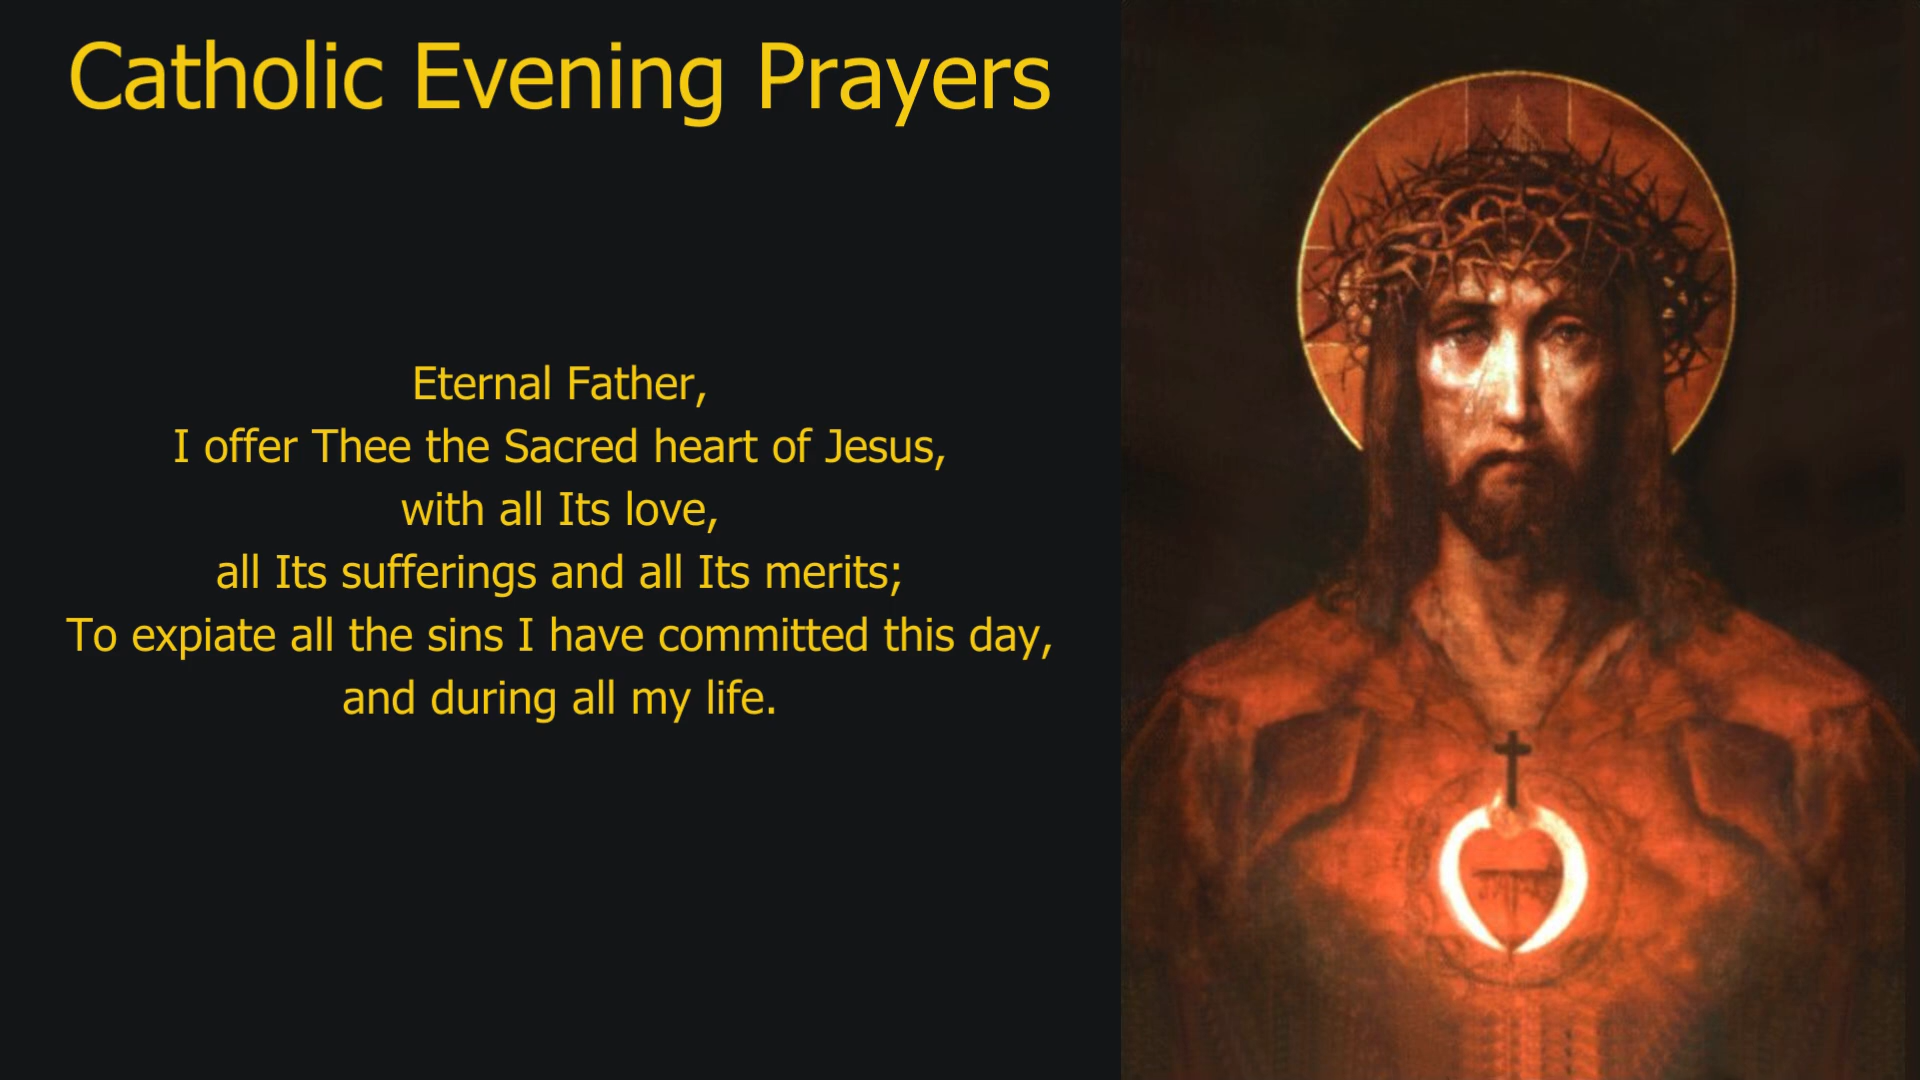 Catholic Evening Prayers
Eternal Father,
I offer Thee the Sacred heart of Jesus,
with all Its love,
all Its sufferings and all Its merits;
To expiate all the sins I have committed this day,
and during all my life.